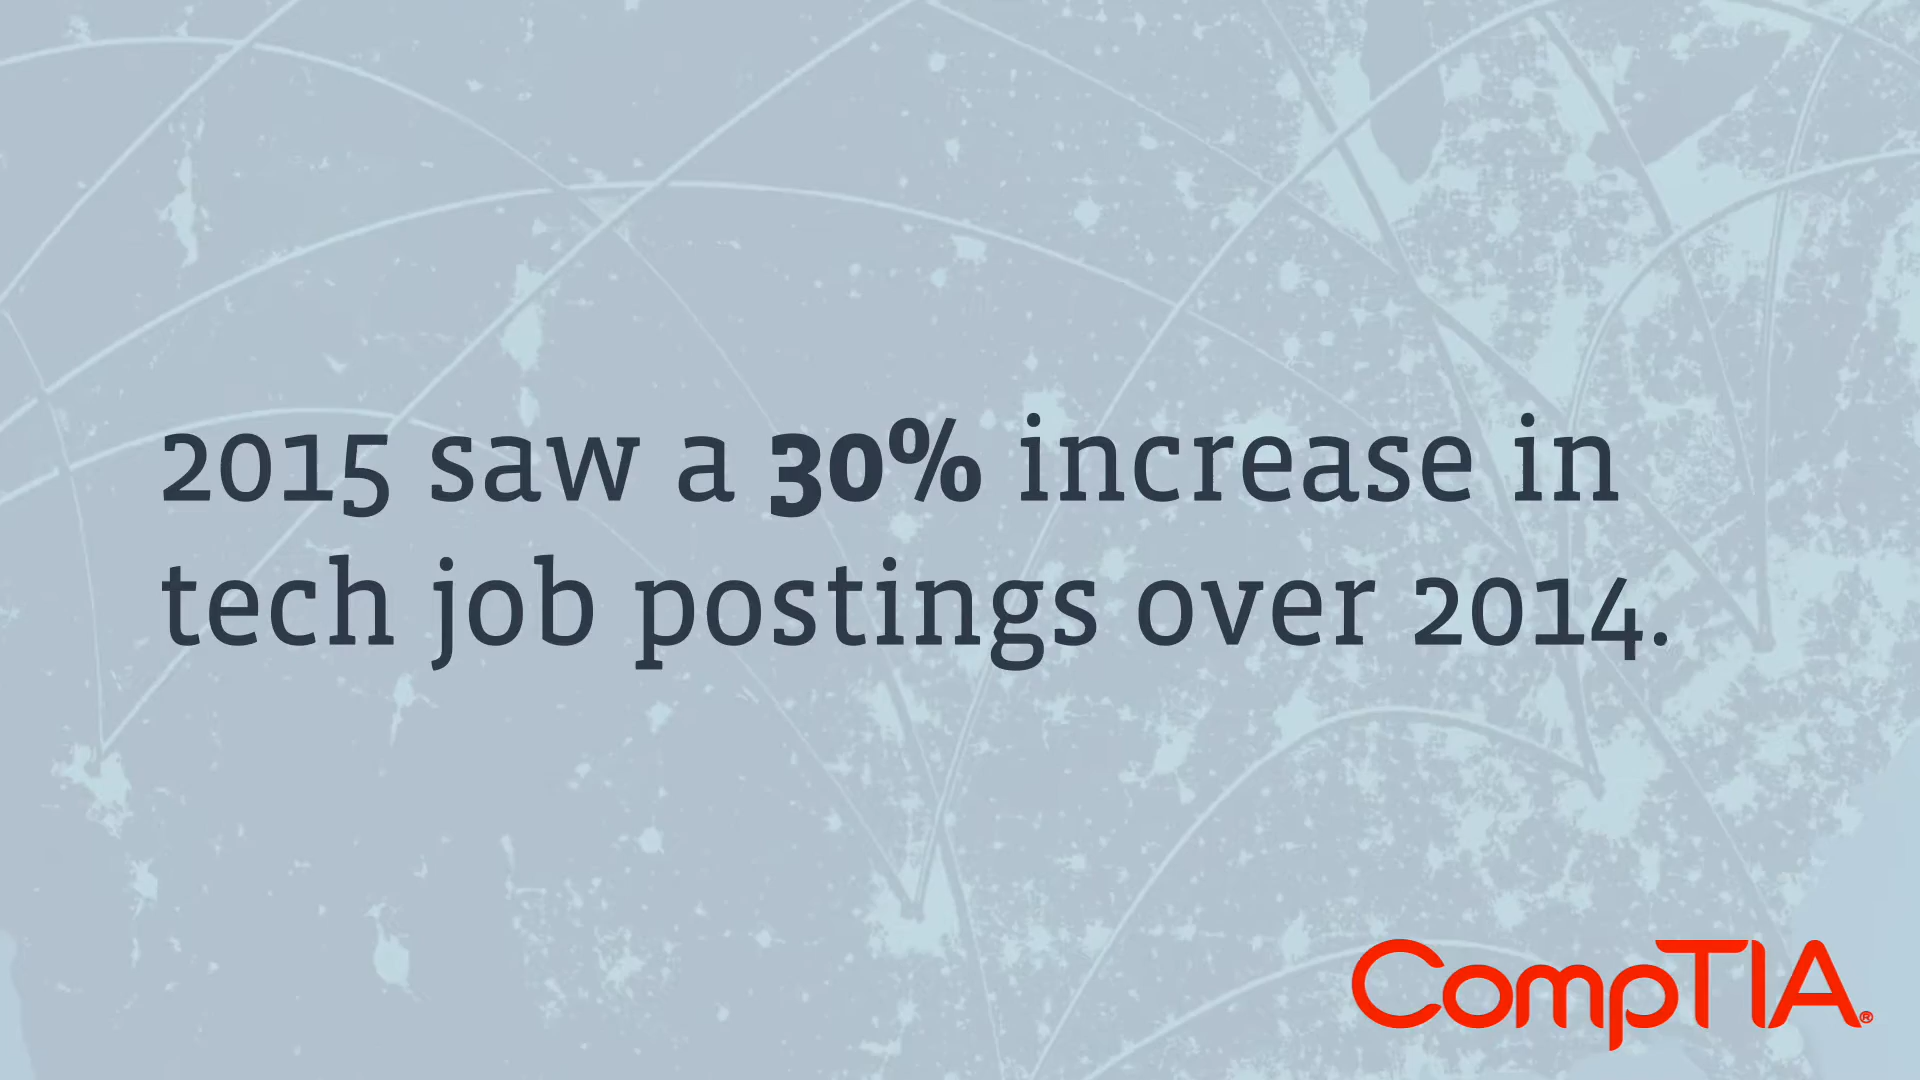 2015 saw a 30% increase in
tech job postings over 2014.
CompTIA®